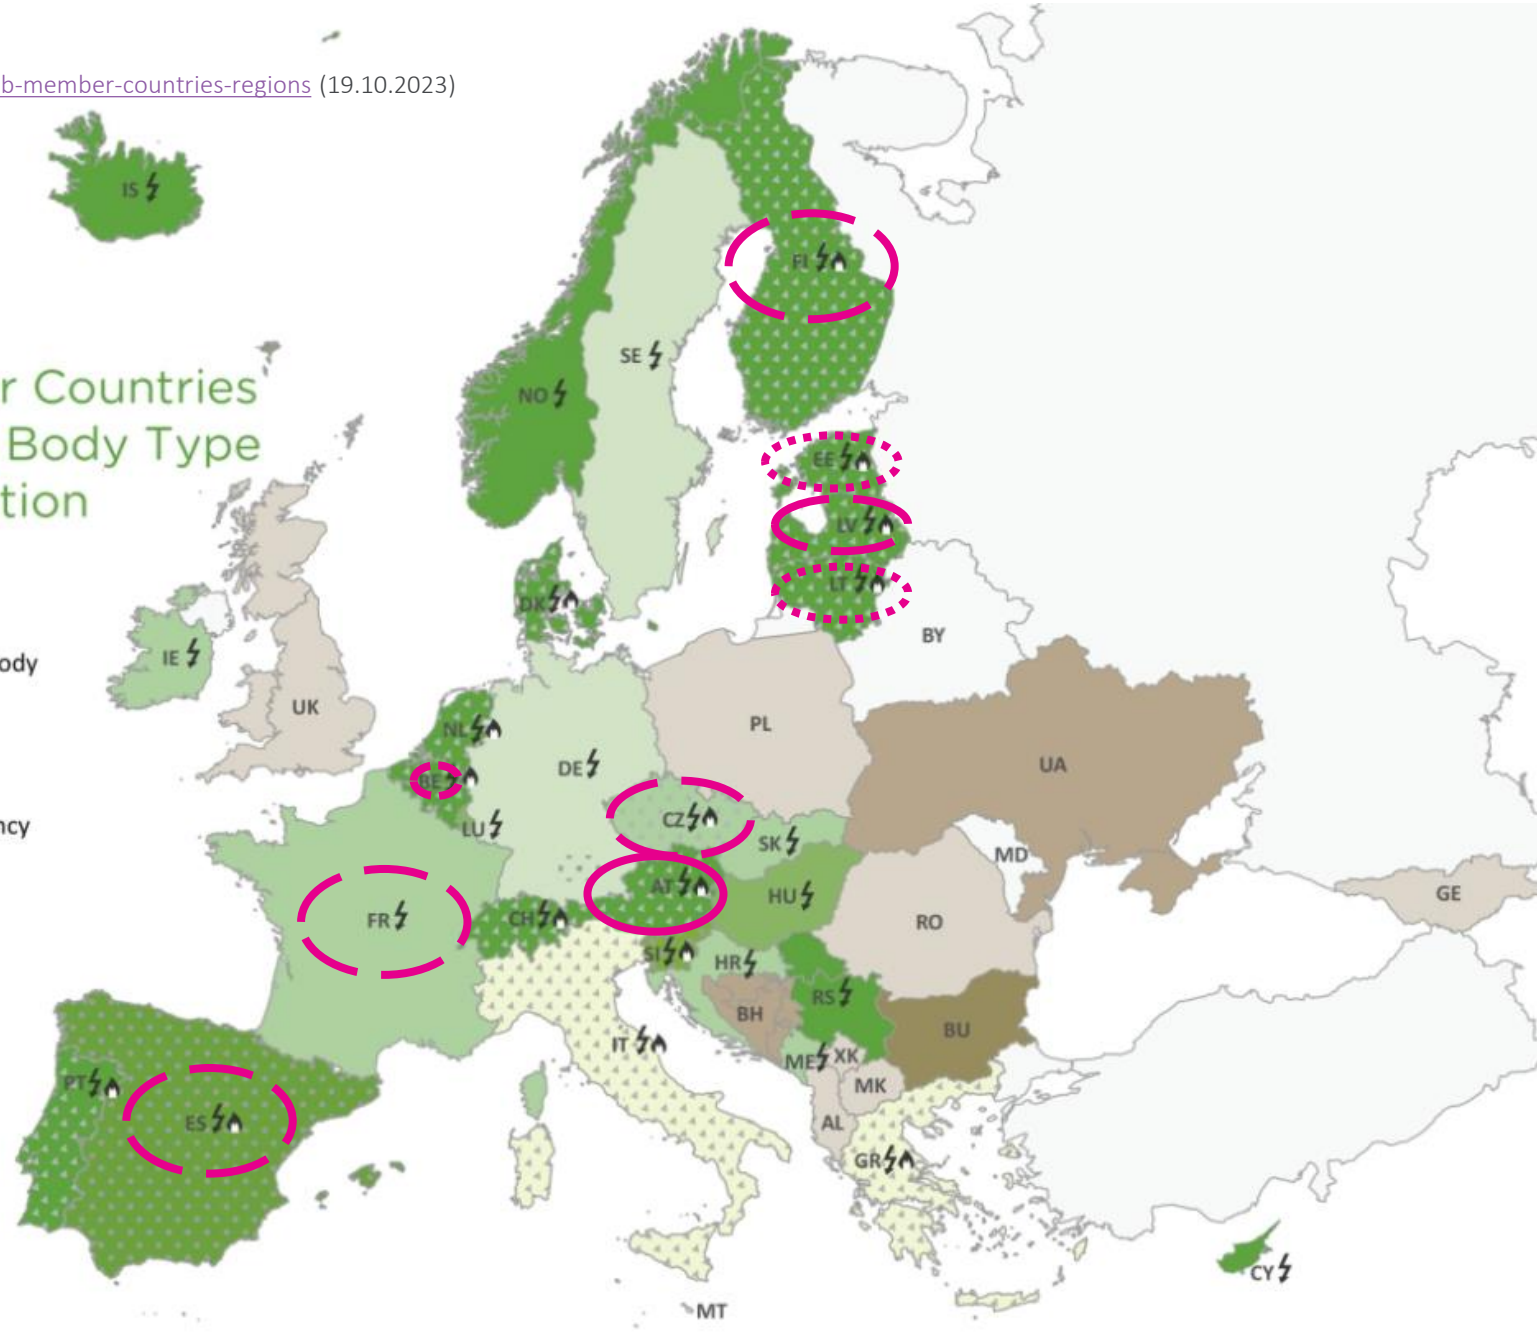 b-member-countries-regions (19.10.2023)
IS
FI
r Countries
SE
NO
Body Type
EE
tion
LV
LT
DK
BY
ody
IE
UK
PL
NL
UA
DE
BE
CZ
ncy
LU
SK
MD
AT
HU
GE
FR
CH
RO
SI
HR
RS
BH
BU
IT
ME
XK
PT
MK
ES
AL
GR
CY
MT